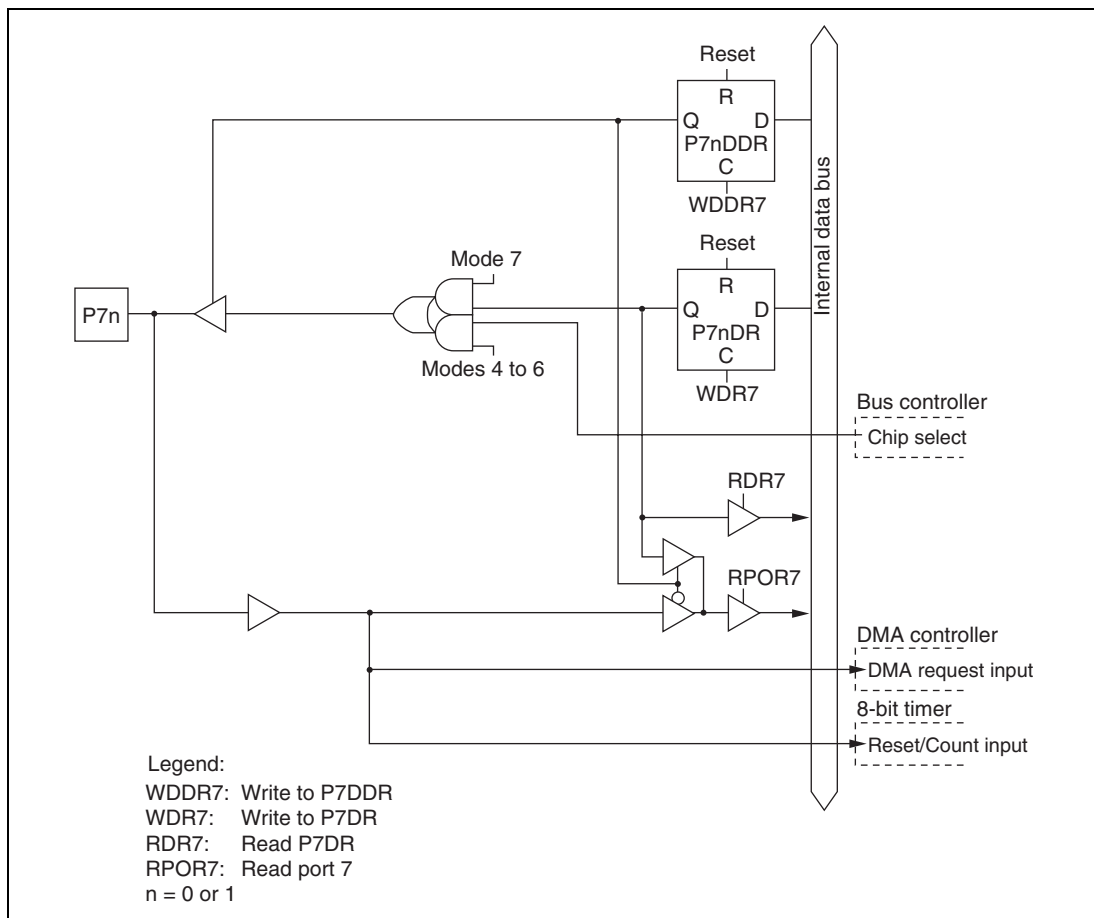 Reset
R
Q D
P7nDDR
C
WDDR7
Reset
R
Q D
P7nDR
C
WDR7
Internal data bus
Mode 7
P7n
Modes 4 to 6
Bus controller
Chip select
RDR7
RPOR7
DMA controller
DMA request input
8-bit timer
Reset/Count input
Legend:
WDDR7: Write to P7DDR
WDR7: Write to P7DR
RDR7: Read P7DR
RPOR7: Read port 7
n = 0 or 1